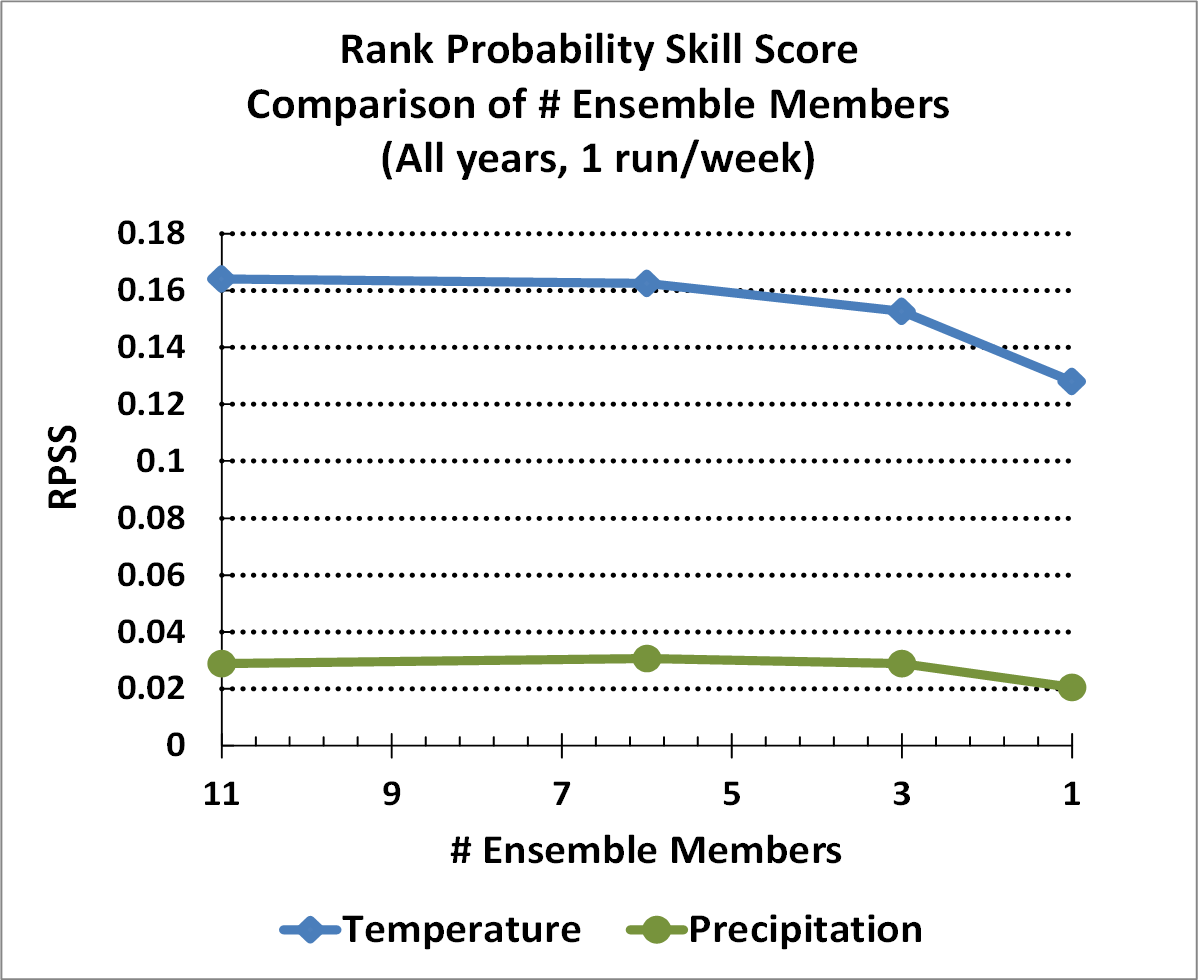 Rank Probability Skill Score
Comparison of # Ensemble Members
(All years, 1 run/week)
0.18
0.16
0.14
0.12
0.1
0.08
0.06
0.04
0.02
0
RPSS
11 9 7 5 3 1
# Ensemble Members
Temperature Precipitation